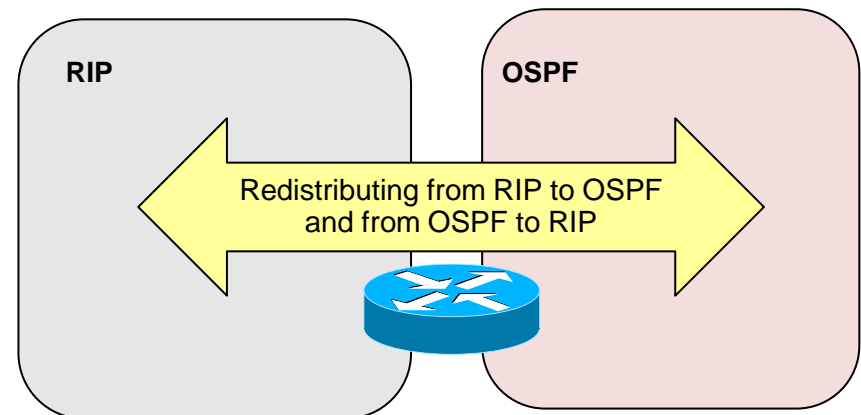 RIP
OSPF
Redistributing from RIP to OSPF
and from OSPF to RIP